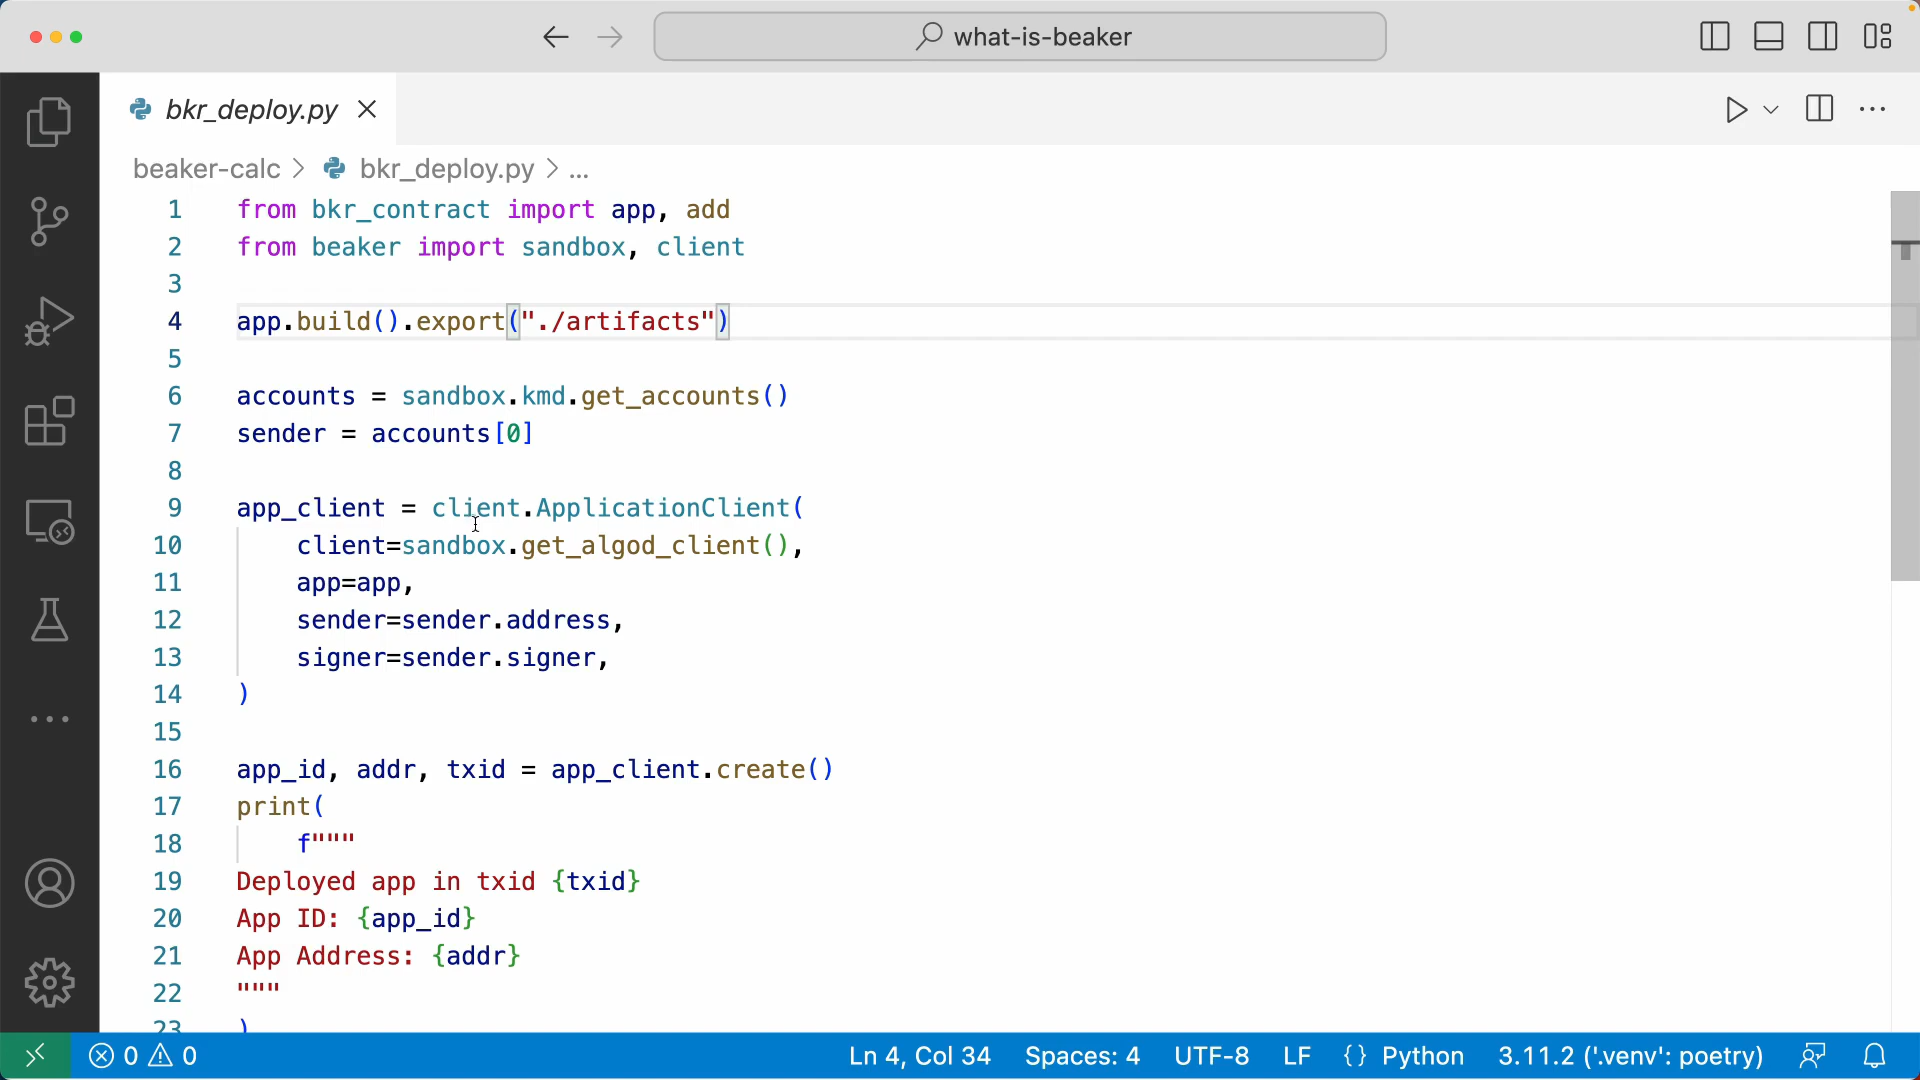 what-is-beaker
bkr_deploy.py
beaker-calc > bkr_deploy.py > ...
1 from bkr_contract import app, add
2 from beaker import sandbox, client
3
4 app.build().export("./artifacts")
5
6 accounts = sandbox.kmd.get_accounts()
7 sender = accounts[0]
8
9 app_client = client.ApplicationClient(
10     client=sandbox.get_algod_client(),
11     app=app,
12     sender=sender.address,
13     signer=sender.signer,
14 )
15
16 app_id, addr, txid = app_client.create()
17 print(
18     f"""
19 Deployed app in txid {txid}
20 App ID: {app_id}
21 App Address: {addr}
22 """
23 )
0 0 Ln 4, Col 34 Spaces: 4 UTF-8 LF {} Python 3.11.2 ('.venv': poetry)